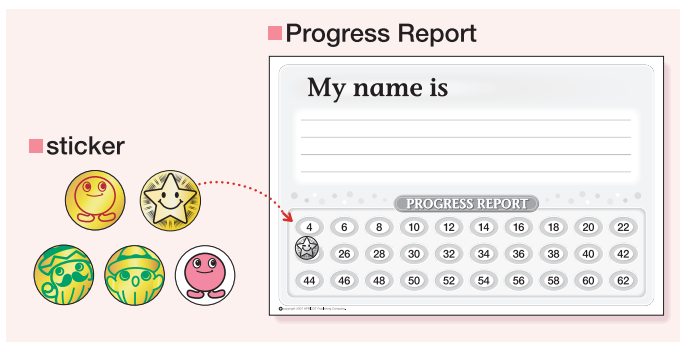 Progress Report
My name is
sticker
PROGRESS REPORT
4 6 8 10 12 14 16 18 20 22
26 28 30 32 34 36 38 40 42
44 46 48 50 52 54 56 58 60 62